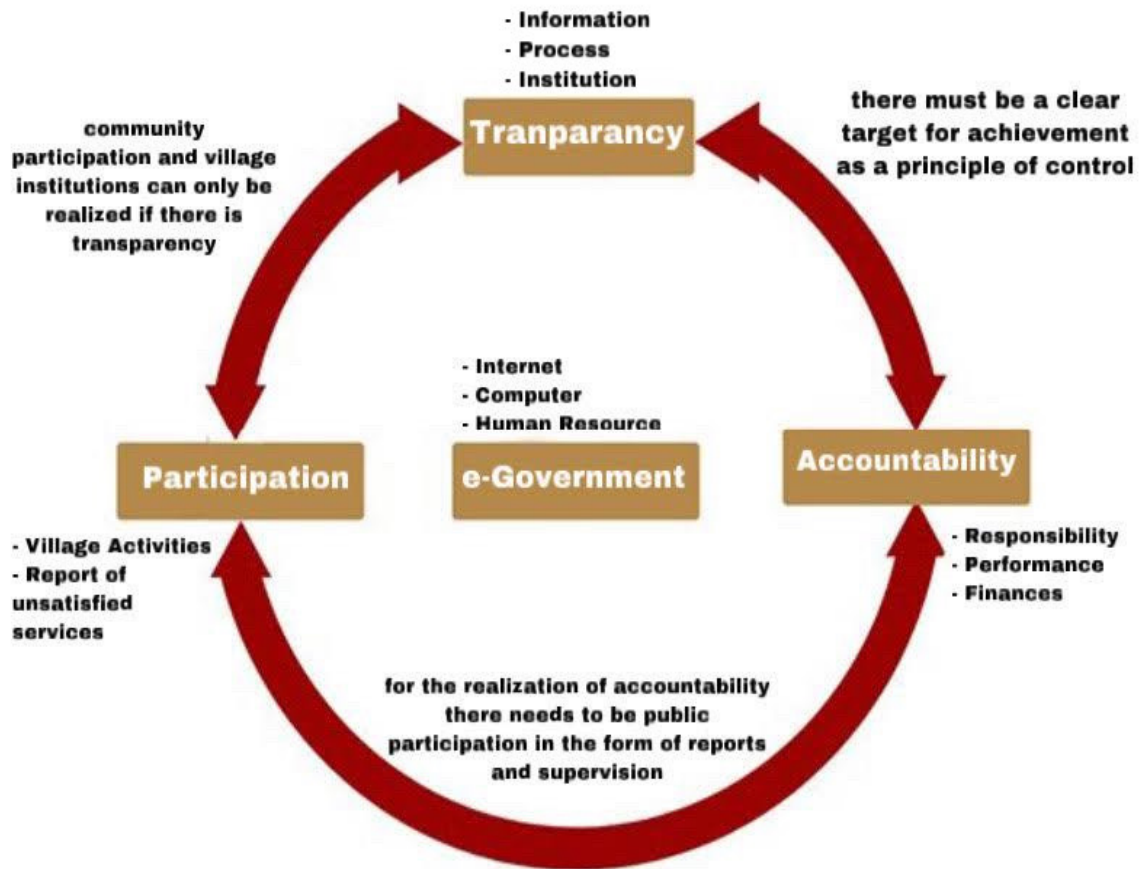 - Information
- Process
- Institution
Tranparancy
there must be a clear
target for achievement
as a principle of control
community
participation and village
institutions can only be
realized if there is
transparency
- Internet
- Computer
- Human Resource
Participation
e-Government
Accountability
- Village Activities
- Report of
unsatisfied
services
- Responsibility
- Performance
- Finances
for the realization of accountability
there needs to be public
participation in the form of reports
and supervision